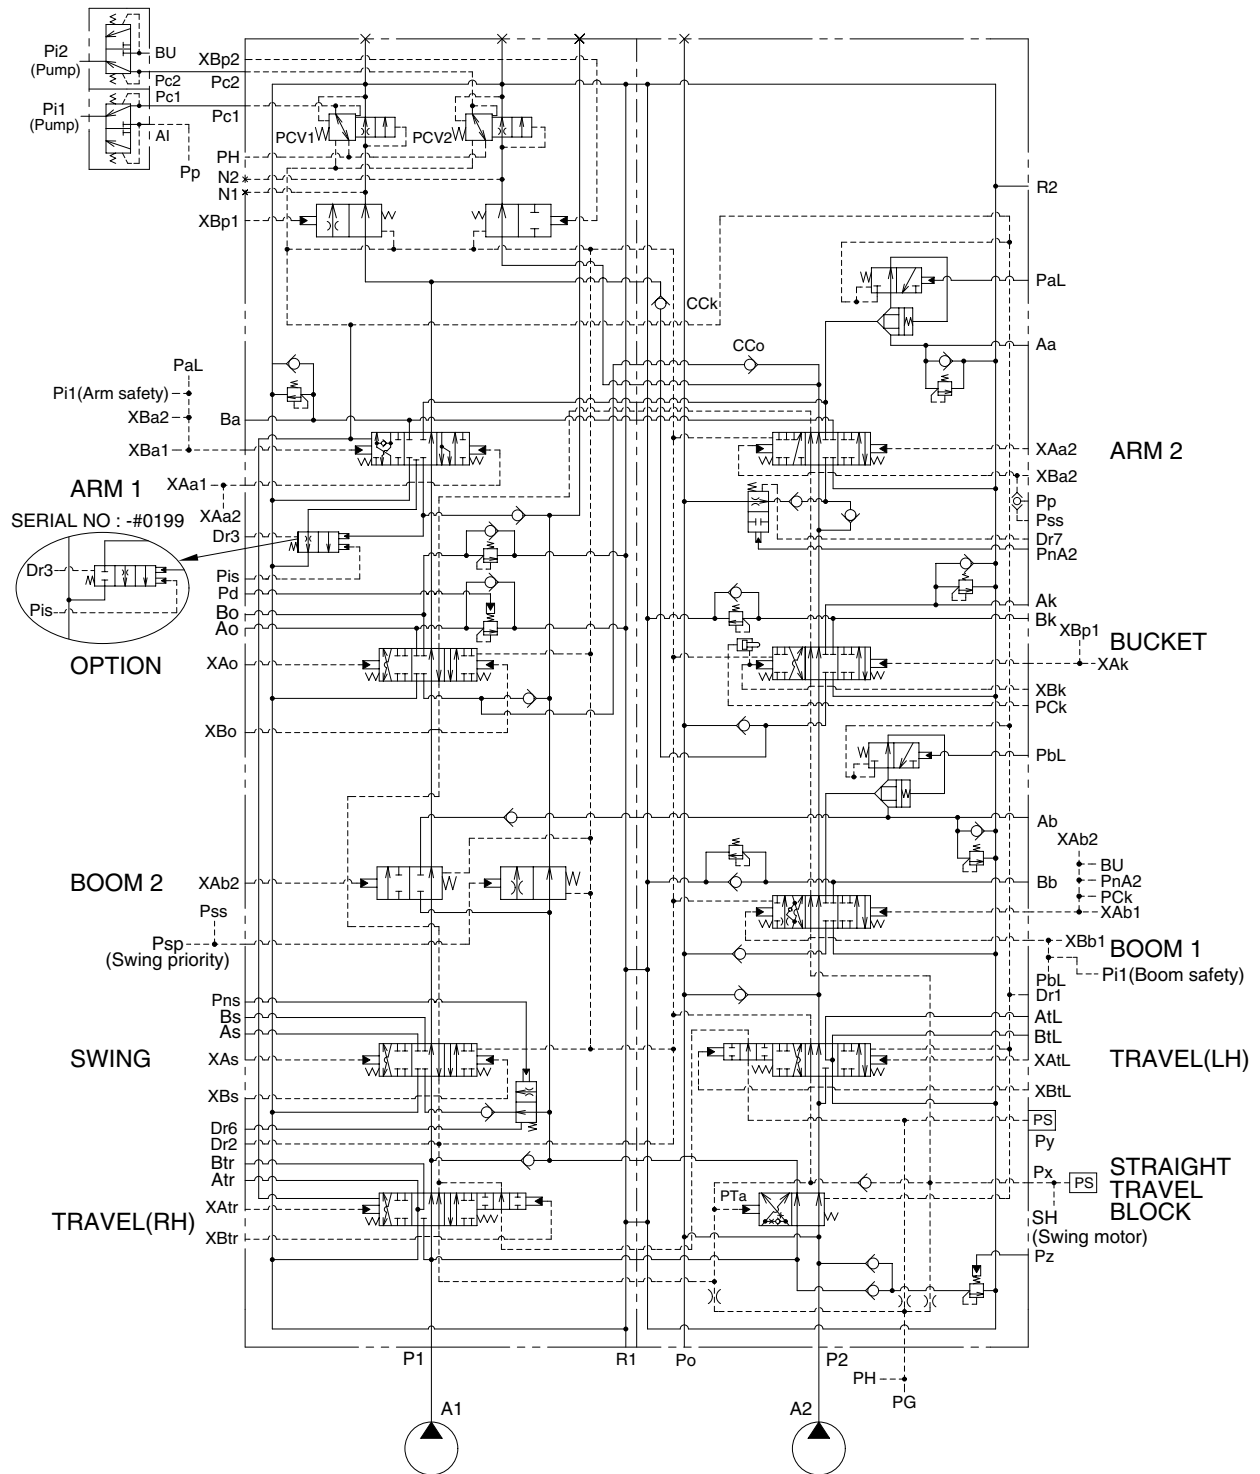 Pi2
(Pump)
BU
Pc2
Pi1
(Pump)
Pc1
AI
Pp
XBp2
Pc2
Pc1
PH
N2
N1
XBp1
PCV1
PCV2
R2
PaL
Aa
CCk
CCo
PaL
Pi1(Arm safety)
XBa2
XBa1
Ba
XAa1
XAa2
ARM 1
SERIAL NO : -#0199
Dr3
Pis
Dr3
Pis
Pd
Bo
Ao
OPTION
XAo
XBo
XAa2
ARM 2
XBa2
Pp
Pss
Dr7
PnA2
Ak
Bk
XBp1
BUCKET
XAk
XBk
PCk
PbL
Ab
XAb2
BU
PnA2
PCk
XAb1
Bb
XBb1
BOOM 1
PbL
Pi1(Boom safety)
Dr1
BOOM 2
XAb2
Pss
Psp
(Swing priority)
Pns
Bs
As
SWING
XAs
XBs
Dr6
Dr2
Btr
Atr
XAtr
TRAVEL(RH)
XBtr
AtL
BtL
XAtL
TRAVEL(LH)
XBtL
PS
Py
Px
PS
STRAIGHT
TRAVEL
BLOCK
PTa
SH
(Swing motor)
Pz
P1
R1
Po
P2
PH
PG
A1
A2